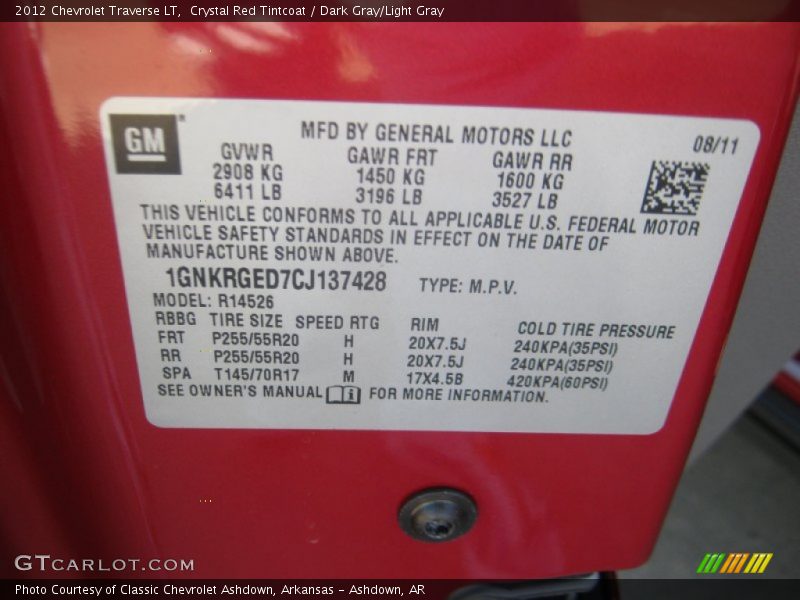 2012 Chevrolet Traverse LT, Crystal Red Tintcoat / Dark Gray/Light Gray
GM
MFD BY GENERAL MOTORS LLC
08/11
GVWR GAWR FRT GAWR RR
2908 KG 1450 KG 1600 KG
6411 LB 3196 LB 3527 LB
THIS VEHICLE CONFORMS TO ALL APPLICABLE U.S. FEDERAL MOTOR
VEHICLE SAFETY STANDARDS IN EFFECT ON THE DATE OF
MANUFACTURE SHOWN ABOVE.
1GNKRGED7CJ137428 TYPE: M.P.V.
MODEL: R14526
RBBG TIRE SIZE SPEED RTG RIM COLD TIRE PRESSURE
FRT P255/55R20 H 20X7.5J 240KPA(35PSI)
RR P255/55R20 H 20X7.5J 240KPA(35PSI)
SPA T145/70R17 M 17X4.5B 420KPA(60PSI)
SEE OWNER'S MANUAL FOR MORE INFORMATION.
GTCARLOT.COM
Photo Courtesy of Classic Chevrolet Ashdown, Arkansas - Ashdown, AR